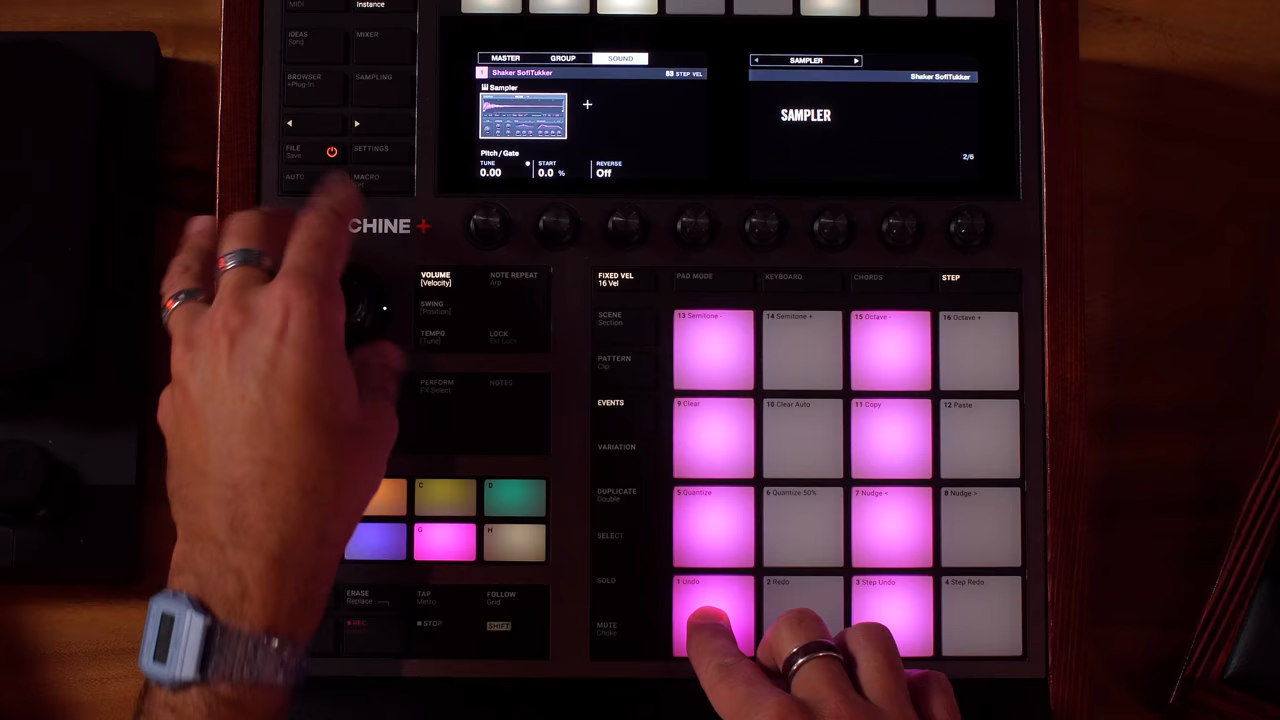 MIDI
Instance
IDEAS
Song
MIXER
BROWSER
+Plug-In
SAMPLING
FILE
Save
SETTINGS
AUTO
MACRO
MASTER
GROUP
SOUND
1
Shaker SofiTukker
STEP VEL
Sampler
+
Pitch / Gate
TUNE
START
REVERSE
0.00
0.0 %
Off
SAMPLER
Shaker SofiTukker
SAMPLER
2/6
CHINE +
VOLUME
[Velocity]
NOTE REPEAT
Arp
SWING
[Position]
TEMPO
[Tune]
LOCK
Ext Lock
PERFORM
FX Select
NOTES
C
D
G
H
ERASE
Replace
TAP
Metro
FOLLOW
Grid
REC
STOP
SHIFT
FIXED VEL
16 Vel
PAD MODE
KEYBOARD
CHORDS
STEP
SCENE
Section
PATTERN
Clip
EVENTS
VARIATION
DUPLICATE
Double
SELECT
SOLO
MUTE
Choke
13 Semitone -
14 Semitone +
15 Octave -
16 Octave +
9 Clear
10 Clear Auto
11 Copy
12 Paste
5 Quantize
6 Quantize 50%
7 Nudge <
8 Nudge >
1 Undo
2 Redo
3 Step Undo
4 Step Redo